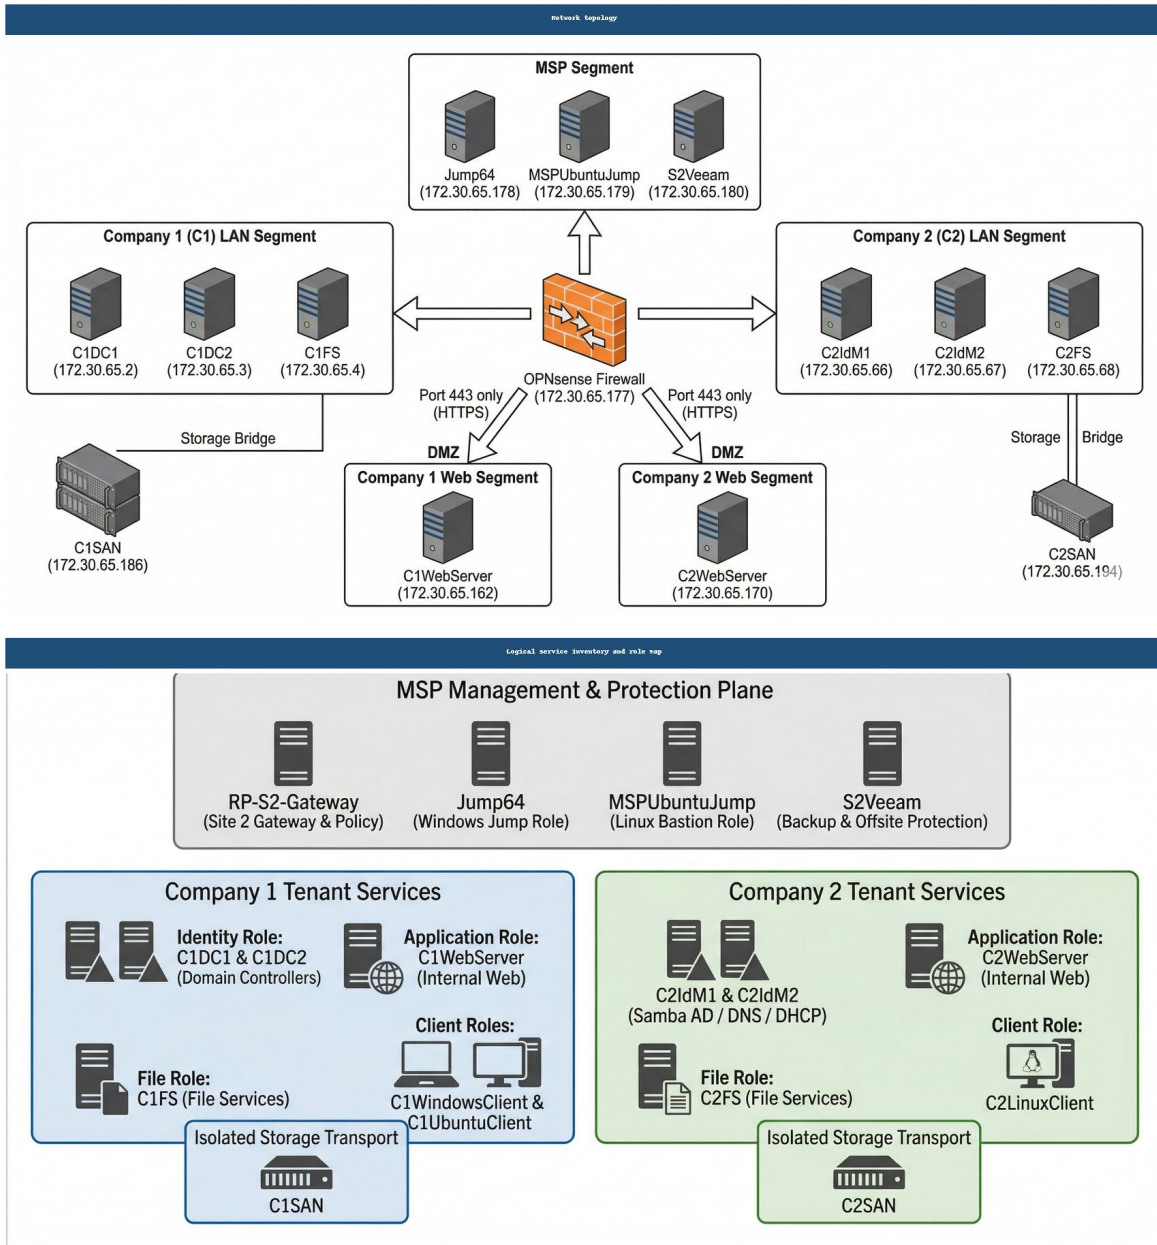 Network topology
MSP Segment
Jump64
(172.30.65.178)
MSPUbuntuJump
(172.30.65.179)
S2Veeam
(172.30.65.180)
Company 1 (C1) LAN Segment
C1DC1
(172.30.65.2)
C1DC2
(172.30.65.3)
C1FS
(172.30.65.4)
OPNsense Firewall
(172.30.65.177)
Company 2 (C2) LAN Segment
C2IdM1
(172.30.65.66)
C2IdM2
(172.30.65.67)
C2FS
(172.30.65.68)
Storage Bridge
C1SAN
(172.30.65.186)
Port 443 only
(HTTPS)
DMZ
Company 1 Web Segment
C1WebServer
(172.30.65.162)
Port 443 only
(HTTPS)
DMZ
Company 2 Web Segment
C2WebServer
(172.30.65.170)
Storage Bridge
C2SAN
(172.30.65.194)
Logical service inventory and role map
MSP Management & Protection Plane
RP-S2-Gateway
(Site 2 Gateway & Policy)
Jump64
(Windows Jump Role)
MSPUbuntuJump
(Linux Bastion Role)
S2Veeam
(Backup & Offsite Protection)
Company 1 Tenant Services
Identity Role:
C1DC1 & C1DC2
(Domain Controllers)
Application Role:
C1WebServer
(Internal Web)
File Role:
C1FS (File Services)
Client Roles:
C1WindowsClient &
C1UbuntuClient
Isolated Storage Transport
C1SAN
Company 2 Tenant Services
C2IdM1 & C2IdM2
(Samba AD / DNS / DHCP)
Application Role:
C2WebServer
(Internal Web)
File Role:
C2FS (File Services)
Client Role:
C2LinuxClient
Isolated Storage Transport
C2SAN